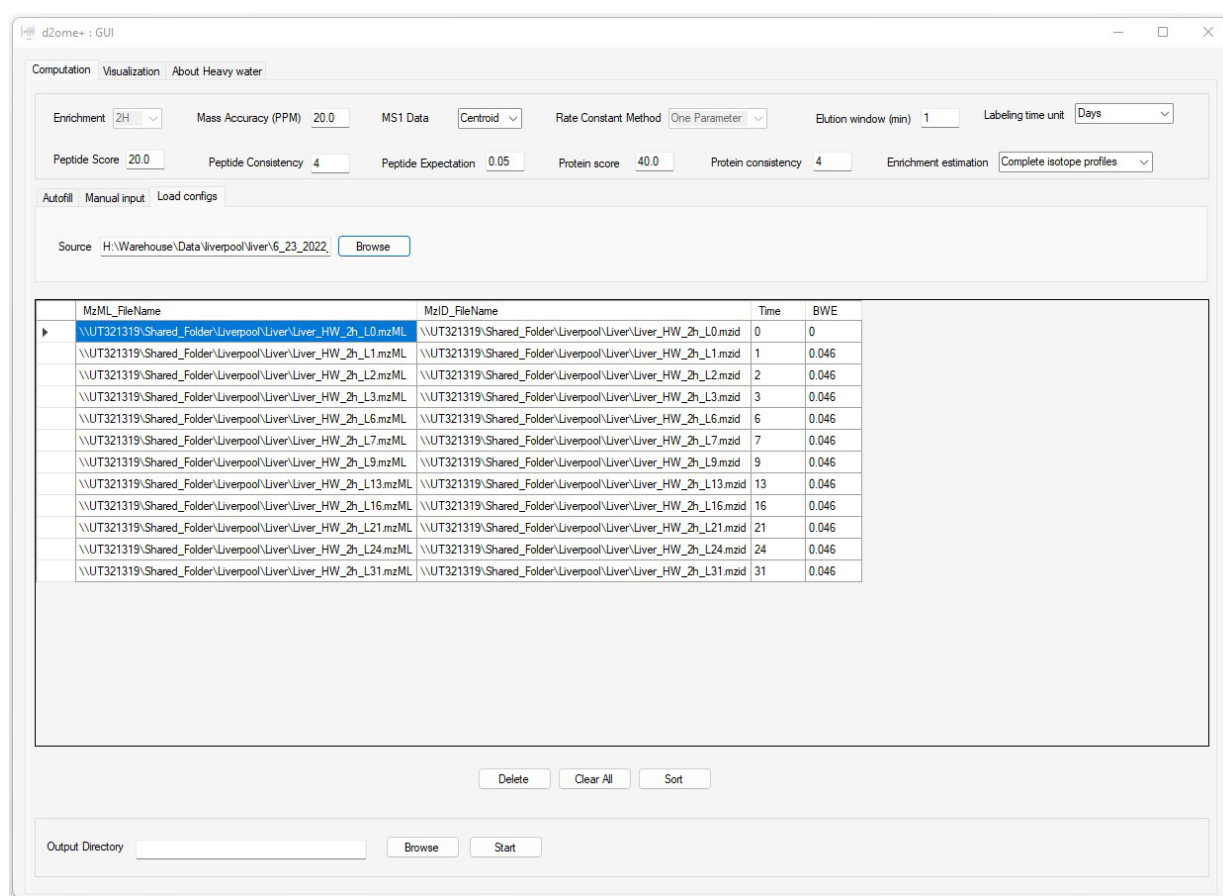 d2ome+ : GUI
Computation Visualization About Heavy water
Enrichment 2H Mass Accuracy (PPM) 20.0 MS1 Data Centroid Rate Constant Method One Parameter Elution window (min) 1 Labeling time unit Days
Peptide Score 20.0 Peptide Consistency 4 Peptide Expectation 0.05 Protein score 40.0 Protein consistency 4 Enrichment estimation Complete isotope profiles
Autofill Manual input Load configs
Source H:\Warehouse\Data\liverpool\liver\6_23_2022_ Browse
MzML_FileName MzID_FileName Time BWE
\\UT321319\Shared_Folder\Liverpool\Liver\Liver_HW_2h_L0.mzML \\UT321319\Shared_Folder\Liverpool\Liver\Liver_HW_2h_L0.mzid 0 0
\\UT321319\Shared_Folder\Liverpool\Liver\Liver_HW_2h_L1.mzML \\UT321319\Shared_Folder\Liverpool\Liver\Liver_HW_2h_L1.mzid 1 0.046
\\UT321319\Shared_Folder\Liverpool\Liver\Liver_HW_2h_L2.mzML \\UT321319\Shared_Folder\Liverpool\Liver\Liver_HW_2h_L2.mzid 2 0.046
\\UT321319\Shared_Folder\Liverpool\Liver\Liver_HW_2h_L3.mzML \\UT321319\Shared_Folder\Liverpool\Liver\Liver_HW_2h_L3.mzid 3 0.046
\\UT321319\Shared_Folder\Liverpool\Liver\Liver_HW_2h_L6.mzML \\UT321319\Shared_Folder\Liverpool\Liver\Liver_HW_2h_L6.mzid 6 0.046
\\UT321319\Shared_Folder\Liverpool\Liver\Liver_HW_2h_L7.mzML \\UT321319\Shared_Folder\Liverpool\Liver\Liver_HW_2h_L7.mzid 7 0.046
\\UT321319\Shared_Folder\Liverpool\Liver\Liver_HW_2h_L9.mzML \\UT321319\Shared_Folder\Liverpool\Liver\Liver_HW_2h_L9.mzid 9 0.046
\\UT321319\Shared_Folder\Liverpool\Liver\Liver_HW_2h_L13.mzML \\UT321319\Shared_Folder\Liverpool\Liver\Liver_HW_2h_L13.mzid 13 0.046
\\UT321319\Shared_Folder\Liverpool\Liver\Liver_HW_2h_L16.mzML \\UT321319\Shared_Folder\Liverpool\Liver\Liver_HW_2h_L16.mzid 16 0.046
\\UT321319\Shared_Folder\Liverpool\Liver\Liver_HW_2h_L21.mzML \\UT321319\Shared_Folder\Liverpool\Liver\Liver_HW_2h_L21.mzid 21 0.046
\\UT321319\Shared_Folder\Liverpool\Liver\Liver_HW_2h_L24.mzML \\UT321319\Shared_Folder\Liverpool\Liver\Liver_HW_2h_L24.mzid 24 0.046
\\UT321319\Shared_Folder\Liverpool\Liver\Liver_HW_2h_L31.mzML \\UT321319\Shared_Folder\Liverpool\Liver\Liver_HW_2h_L31.mzid 31 0.046
Delete Clear All Sort
Output Directory Browse Start